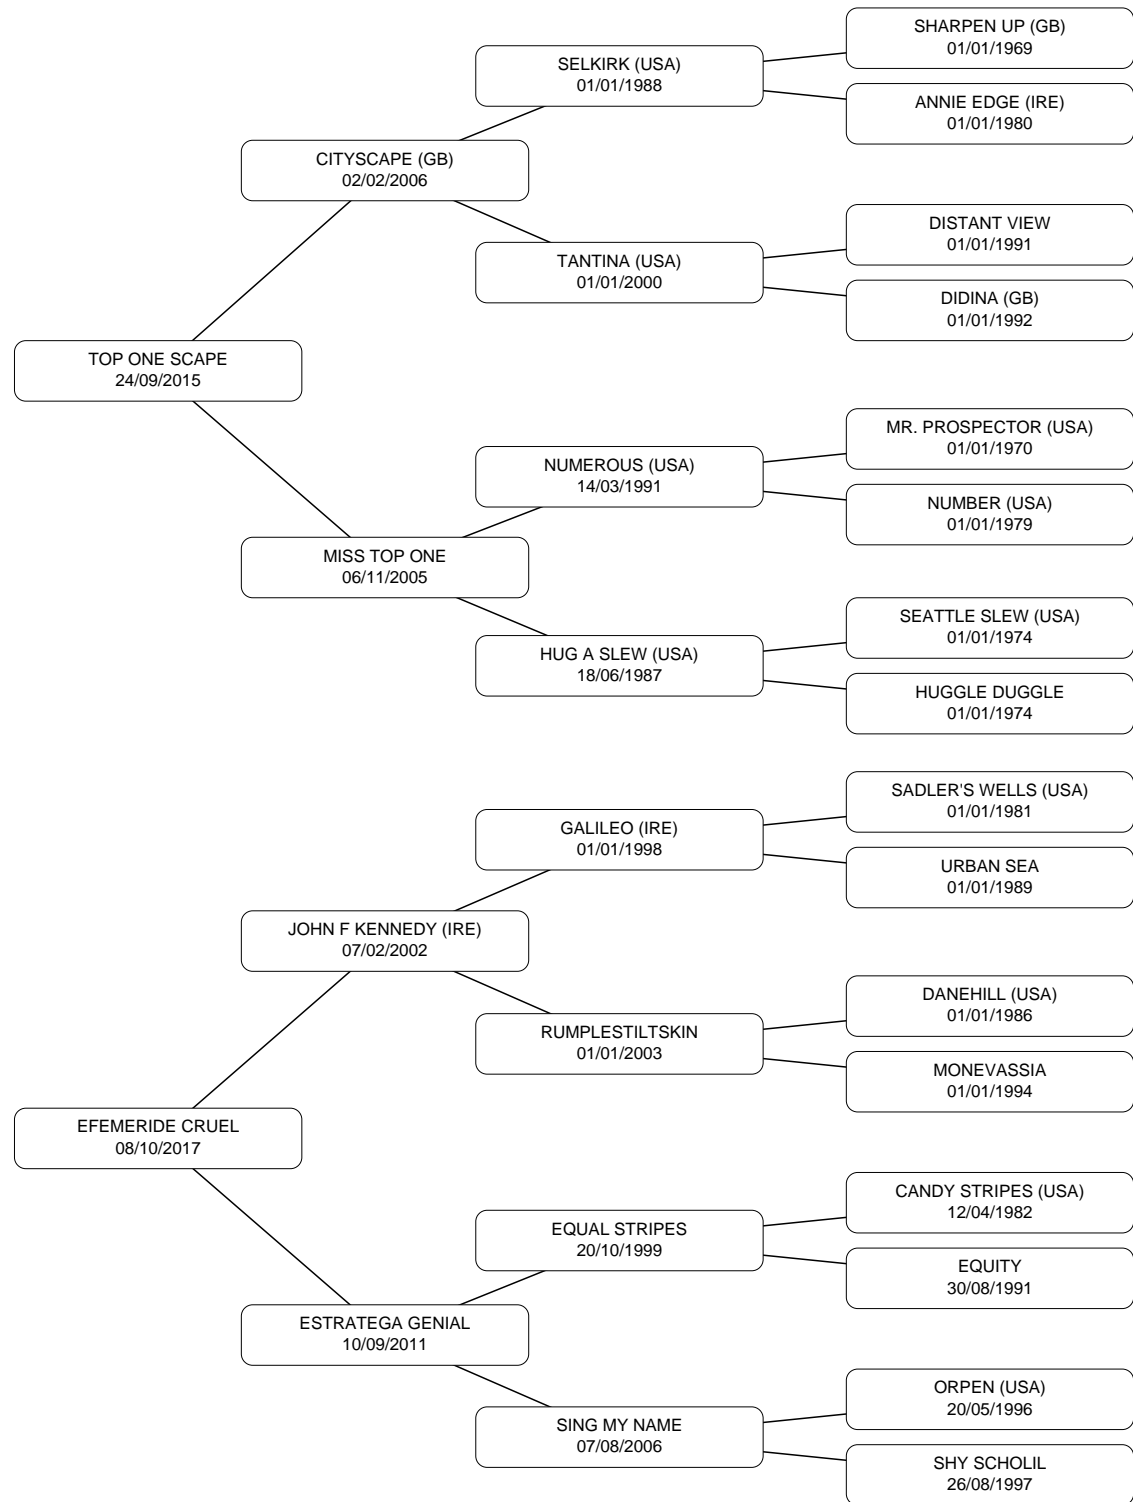 SHARPEN UP (GB)
01/01/1969
SELKIRK (USA)
01/01/1988
ANNIE EDGE (IRE)
01/01/1980
CITYSCAPE (GB)
02/02/2006
DISTANT VIEW
01/01/1991
TANTINA (USA)
01/01/2000
DIDINA (GB)
01/01/1992
TOP ONE SCAPE
24/09/2015
MR. PROSPECTOR (USA)
01/01/1970
NUMEROUS (USA)
14/03/1991
NUMBER (USA)
01/01/1979
MISS TOP ONE
06/11/2005
SEATTLE SLEW (USA)
01/01/1974
HUG A SLEW (USA)
18/06/1987
HUGGLE DUGGLE
01/01/1974
SADLER'S WELLS (USA)
01/01/1981
GALILEO (IRE)
01/01/1998
URBAN SEA
01/01/1989
JOHN F KENNEDY (IRE)
07/02/2002
DANEHILL (USA)
01/01/1986
RUMPLESTILTSKIN
01/01/2003
MONEVASSIA
01/01/1994
EFEMERIDE CRUEL
08/10/2017
CANDY STRIPES (USA)
12/04/1982
EQUAL STRIPES
20/10/1999
EQUITY
30/08/1991
ESTRATEGA GENIAL
10/09/2011
ORPEN (USA)
20/05/1996
SING MY NAME
07/08/2006
SHY SCHOLIL
26/08/1997